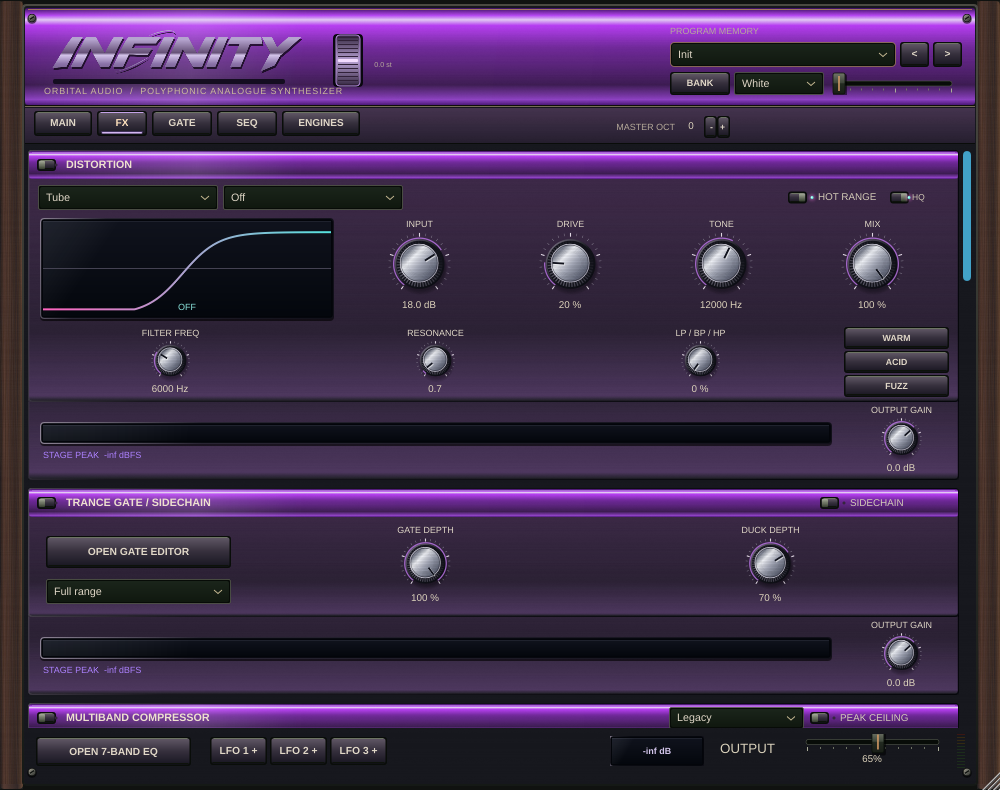 INFINITY
0.0 st
ORBITAL AUDIO / POLYPHONIC ANALOGUE SYNTHESIZER
PROGRAM MEMORY
Init
<
>
BANK
White
MAIN
FX
GATE
SEQ
ENGINES
MASTER OCT 0 - +
DISTORTION
Tube
Off
HOT RANGE
HQ
OFF
INPUT
18.0 dB
DRIVE
20 %
TONE
12000 Hz
MIX
100 %
FILTER FREQ
6000 Hz
RESONANCE
0.7
LP / BP / HP
0 %
WARM
ACID
FUZZ
STAGE PEAK -inf dBFS
OUTPUT GAIN
0.0 dB
TRANCE GATE / SIDECHAIN
SIDECHAIN
OPEN GATE EDITOR
Full range
GATE DEPTH
100 %
DUCK DEPTH
70 %
STAGE PEAK -inf dBFS
OUTPUT GAIN
0.0 dB
MULTIBAND COMPRESSOR
Legacy
PEAK CEILING
OPEN 7-BAND EQ
LFO 1 +
LFO 2 +
LFO 3 +
-inf dB
OUTPUT
65%